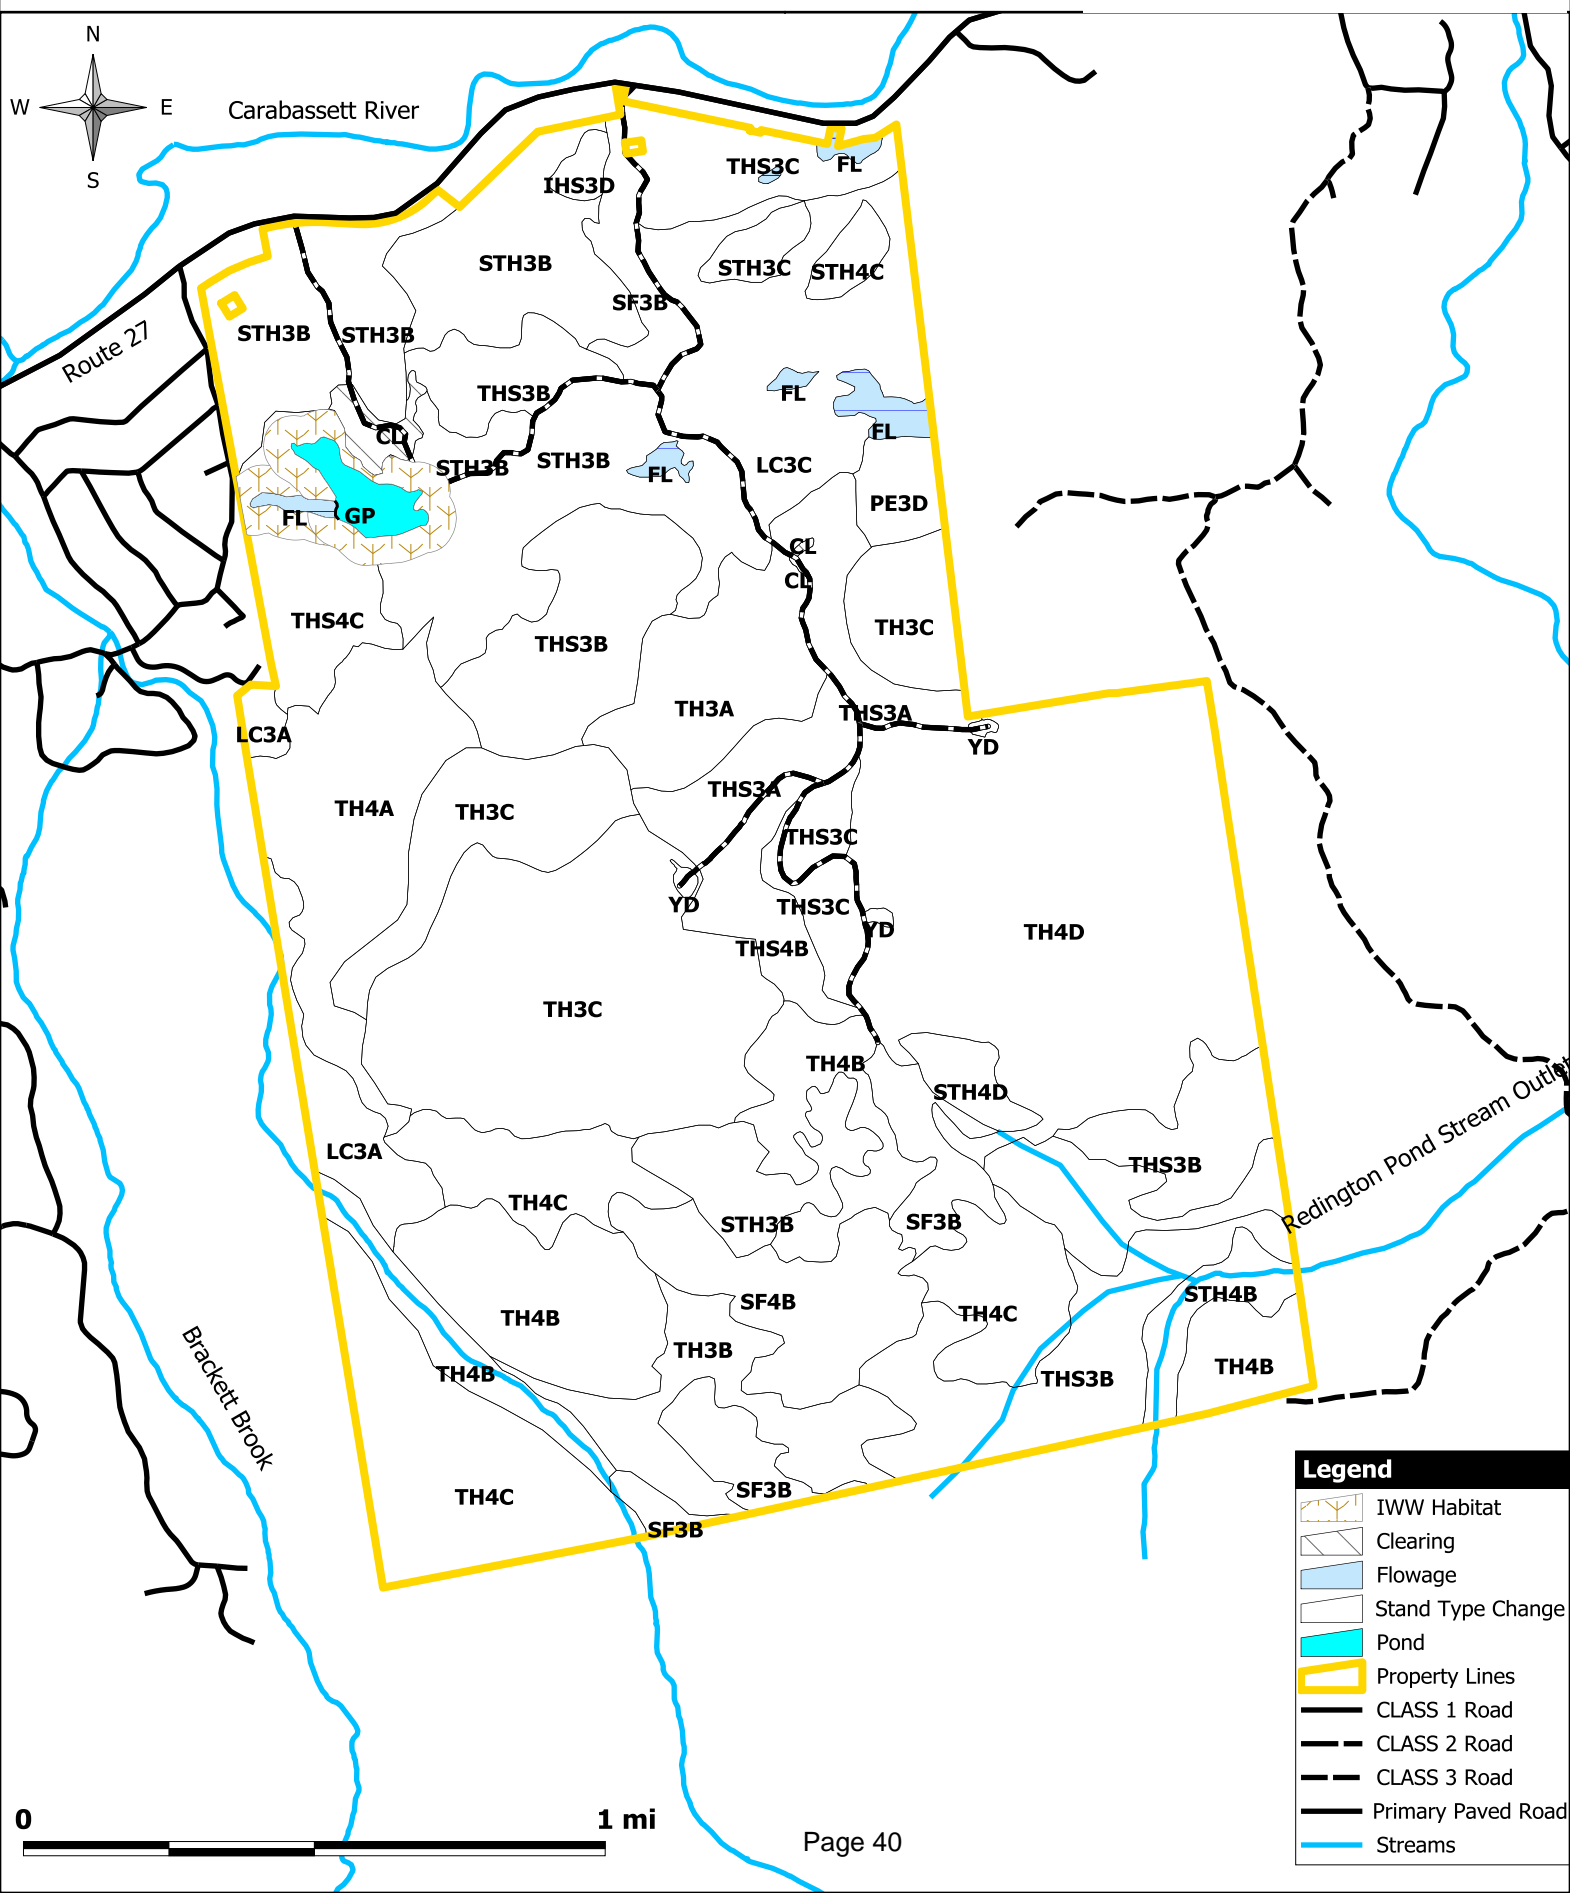 N
W E
S
Carabassett River
THS3C
FL
IHS3D
STH3B
STH3C
STH4C
SF3B
STH3B
STH3B
Route 27
THS3B
FL
FL
CL
STH3B
STH3B
FL
LC3C
PE3D
FL
GP
CL
CL
THS4C
THS3B
TH3C
TH3A
THS3A
LC3A
YD
THS3A
TH4A
TH3C
THS3C
YD
THS3C
YD
TH4D
THS4B
TH3C
TH4B
STH4D
Redington Pond Stream Outlet
LC3A
THS3B
TH4C
STH3B
SF3B
STH4B
SF4B
TH4C
TH4B
TH3B
TH4B
TH4B
THS3B
Brackett Brook
TH4C
SF3B
SF3B
Legend
IWW Habitat
Clearing
Flowage
Stand Type Change
Pond
Property Lines
CLASS 1 Road
CLASS 2 Road
CLASS 3 Road
Primary Paved Road
Streams
0 1 mi
Page 40